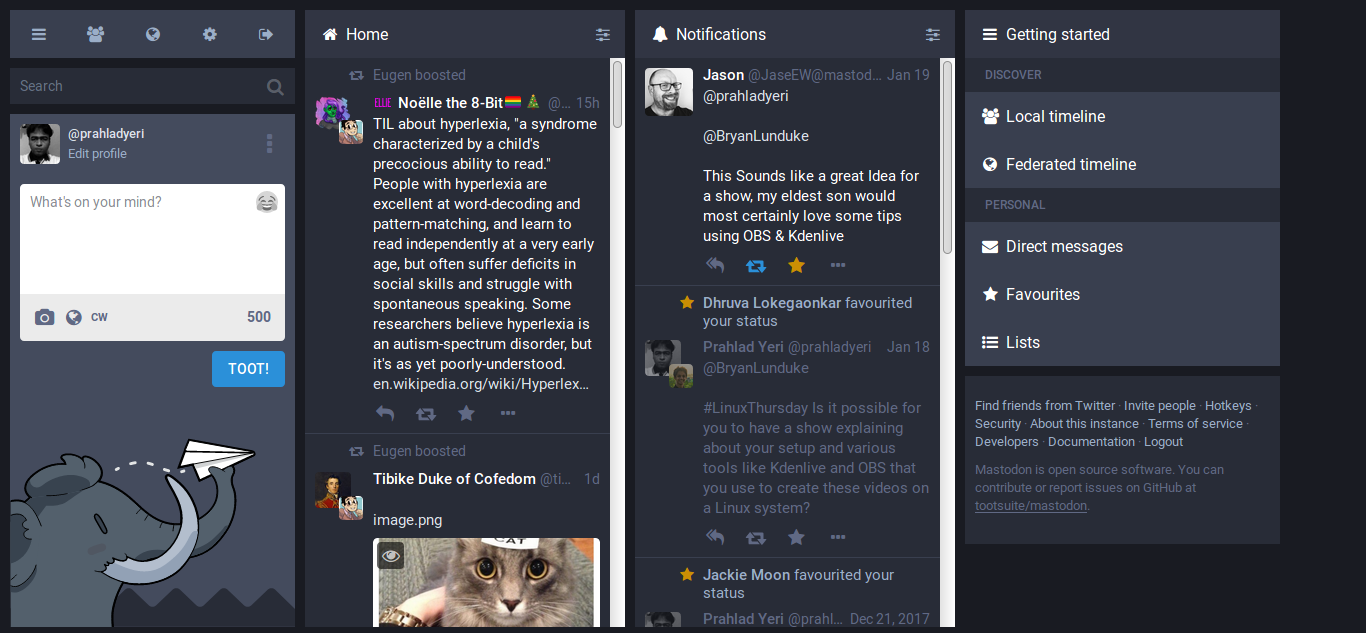 Search
@prahladyeri
Edit profile
What's on your mind?
CW
500
TOOT!
Home
Eugen boosted
ELLIE Noëlle the 8-Bit @... 15h
TIL about hyperlexia, "a syndrome
characterized by a child's
precocious ability to read."
People with hyperlexia are
excellent at word-decoding and
pattern-matching, and learn to
read independently at a very early
age, but often suffer deficits in
social skills and struggle with
spontaneous speaking. Some
researchers believe hyperlexia is
an autism-spectrum disorder, but
it's as yet poorly-understood.
en.wikipedia.org/wiki/Hyperlex...
Eugen boosted
Tibike Duke of Cofedom @ti... 1d
image.png
CAT
Notifications
Jason @JaseEW@mastod... Jan 19
@prahladyeri
@BryanLunduke
This Sounds like a great Idea for
a show, my eldest son would
most certainly love some tips
using OBS & Kdenlive
Dhruva Lokegaonkar favourited
your status
Prahlad Yeri @prahladyeri Jan 18
@BryanLunduke
#LinuxThursday Is it possible for
you to have a show explaining
about your setup and various
tools like Kdenlive and OBS that
you use to create these videos on
a Linux system?
Jackie Moon favourited your
status
Prahlad Yeri @prahl... Dec 21, 2017
Getting started
DISCOVER
Local timeline
Federated timeline
PERSONAL
Direct messages
Favourites
Lists
Find friends from Twitter · Invite people · Hotkeys ·
Security · About this instance · Terms of service ·
Developers · Documentation · Logout
Mastodon is open source software. You can
contribute or report issues on GitHub at
tootsuite/mastodon.